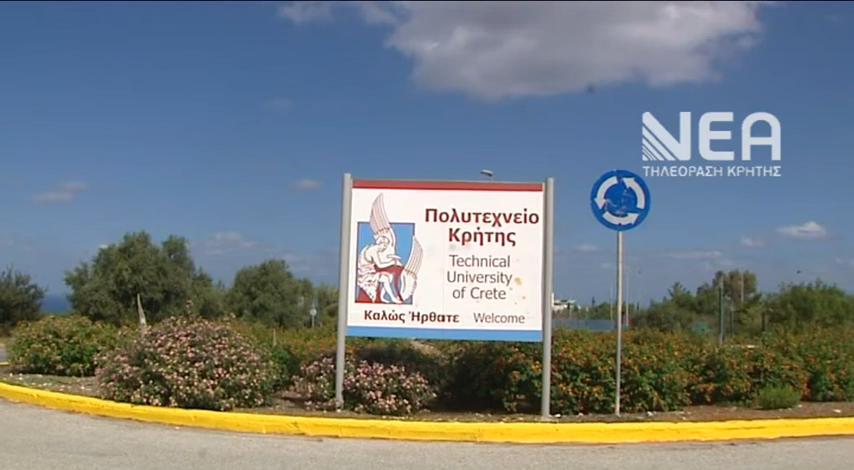 ΝΕΑ
ΤΗΛΕΟΡΑΣΗ ΚΡΗΤΗΣ
Πολυτεχνείο
Κρήτης
Technical
University
of Crete
Καλώς Ήρθατε Welcome